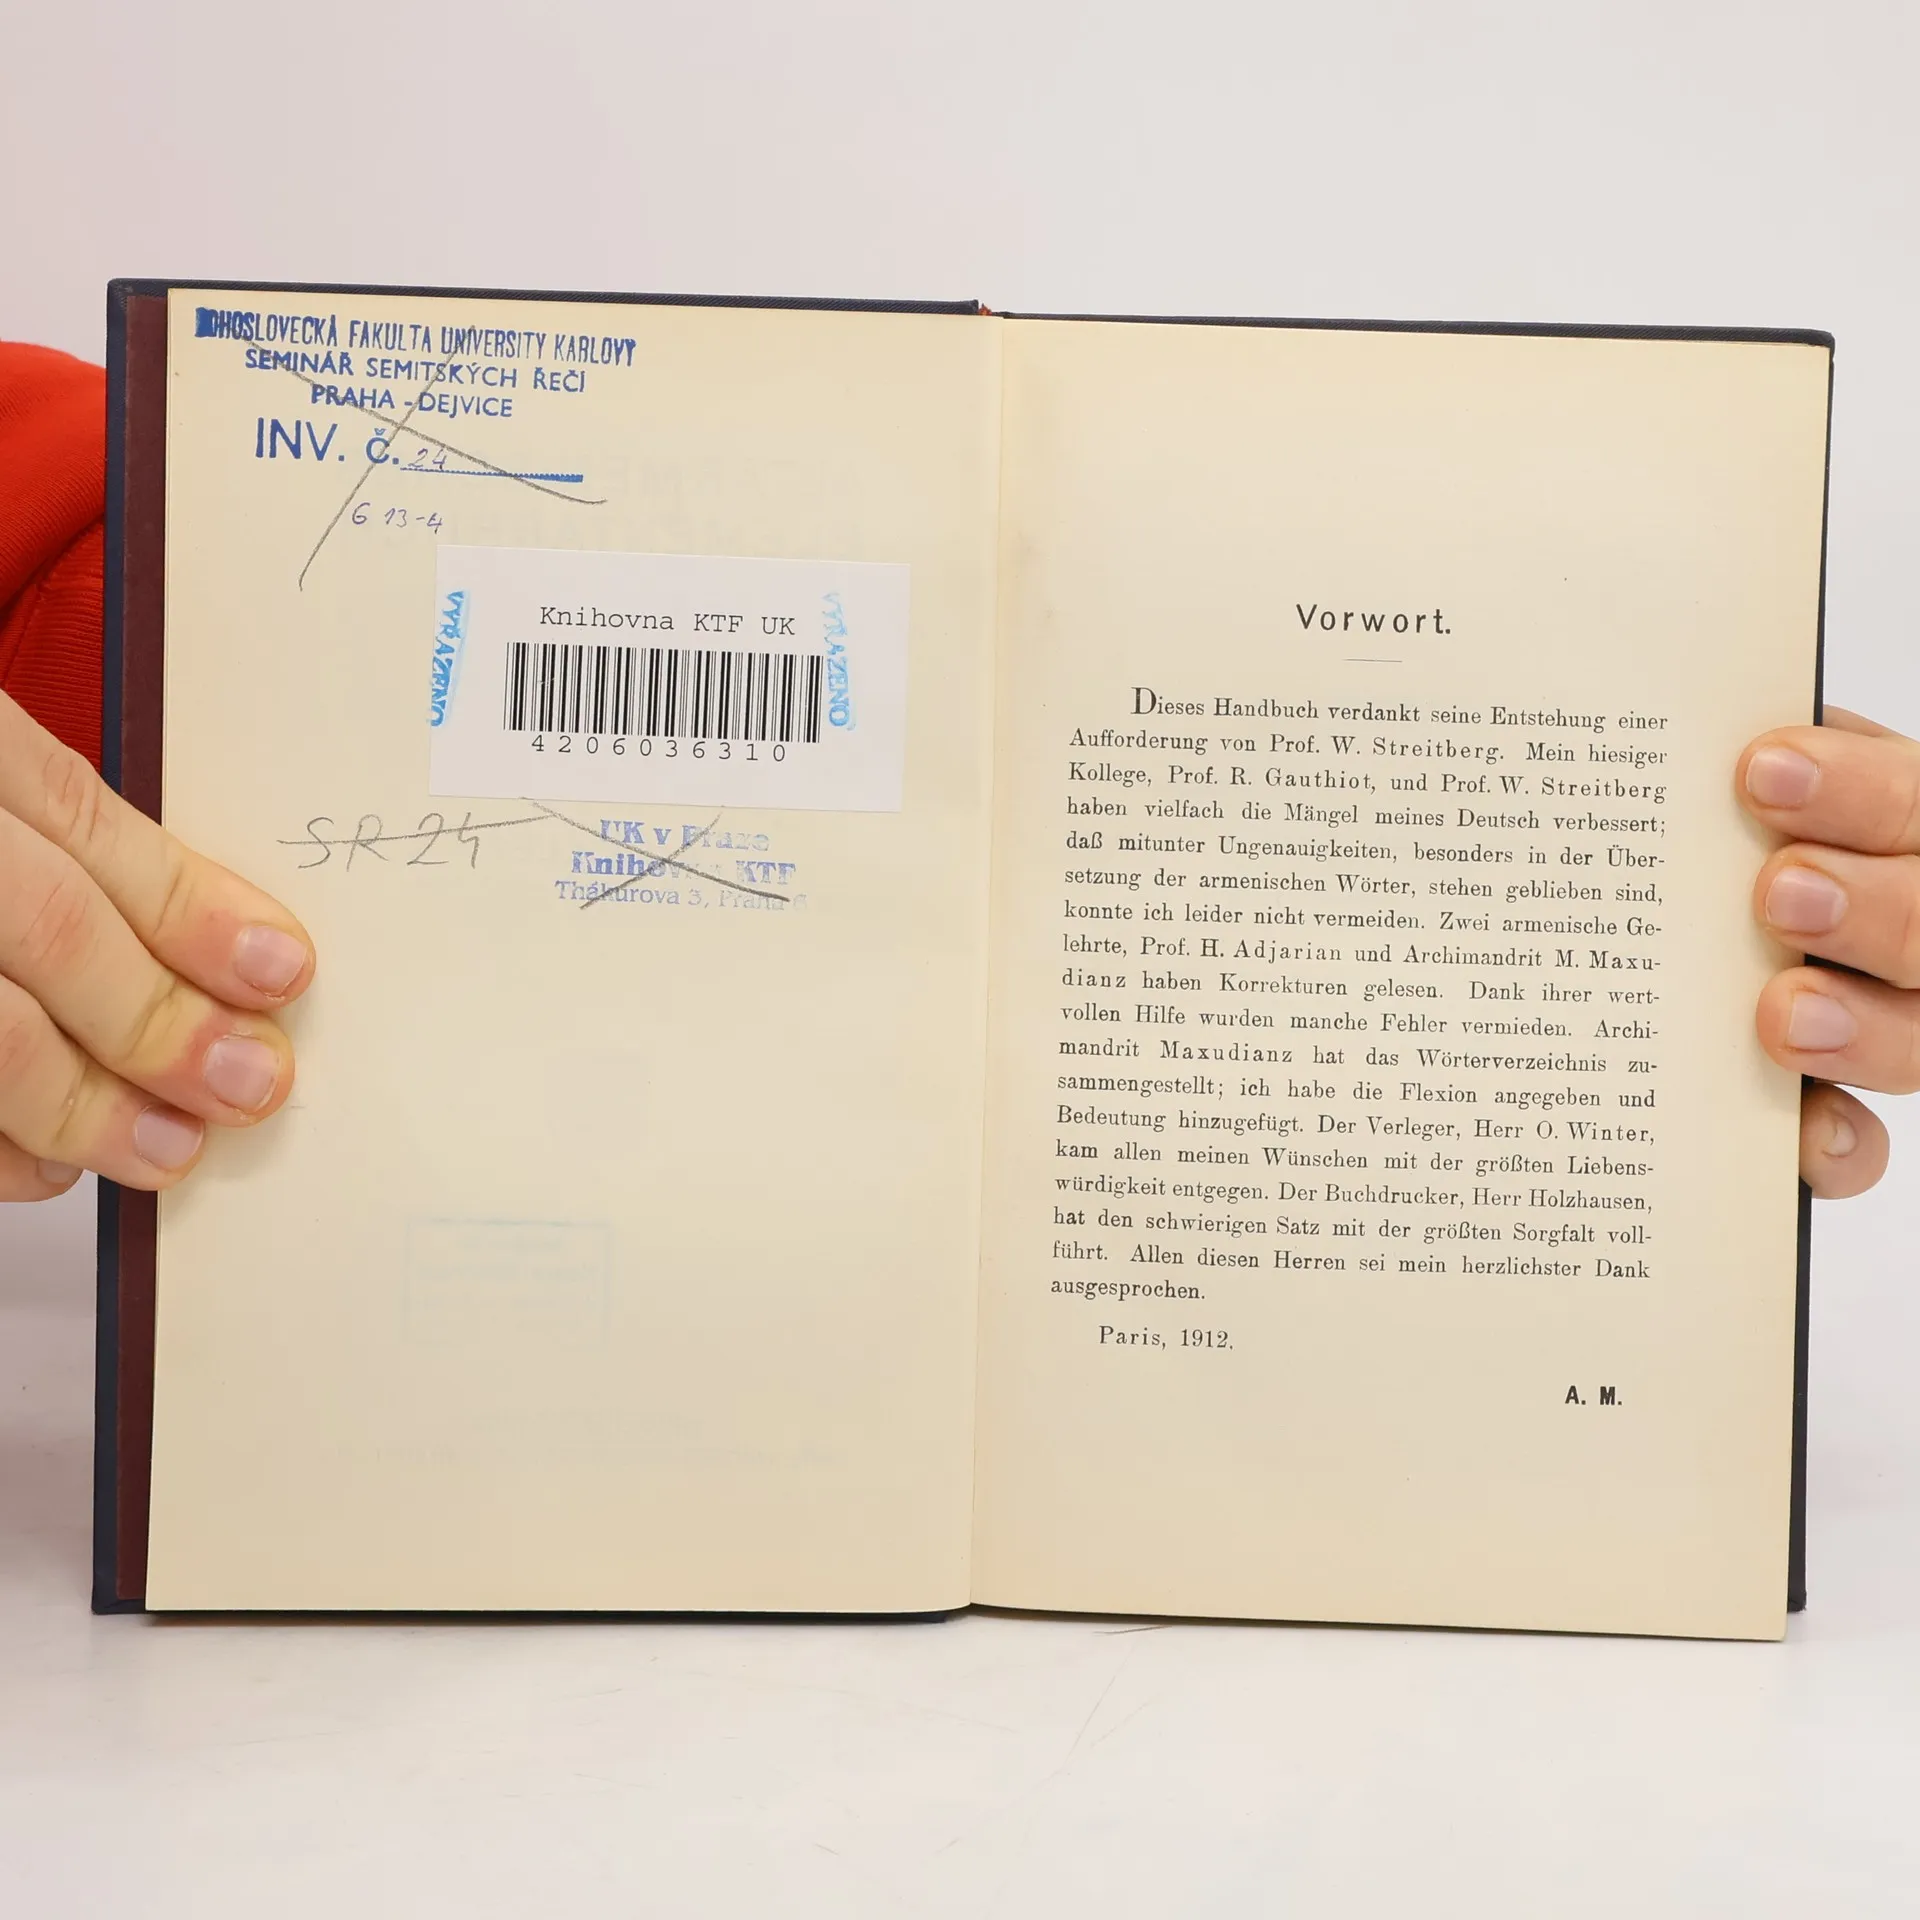 BOHOSLOVECKÁ FAKULTA UNIVERSITY KARLOVY
SEMINÁŘ SEMITSKÝCH ŘEČÍ
PRAHA - DEJVICE
INV. Č. 24
6 13-4
VYŘAZENO
Knihovna KTF UK
VYŘAZENO
4206036310
SR 24
UK v Praze
Knihovna KTF
Thákurova 3, Praha 6
Vorwort.
Dieses Handbuch verdankt seine Entstehung einer
Aufforderung von Prof. W. Streitberg. Mein hiesiger
Kollege, Prof. R. Gauthiot, und Prof. W. Streitberg
haben vielfach die Mängel meines Deutsch verbessert;
daß mitunter Ungenauigkeiten, besonders in der Über-
setzung der armenischen Wörter, stehen geblieben sind,
konnte ich leider nicht vermeiden. Zwei armenische Ge-
lehrte, Prof. H. Adjarian und Archimandrit M. Maxu-
dianz haben Korrekturen gelesen. Dank ihrer wert-
vollen Hilfe wurden manche Fehler vermieden. Archi-
mandrit Maxudianz hat das Wörterverzeichnis zu-
sammengestellt; ich habe die Flexion angegeben und
Bedeutung hinzugefügt. Der Verleger, Herr O. Winter,
kam allen meinen Wünschen mit der größten Liebens-
würdigkeit entgegen. Der Buchdrucker, Herr Holzhausen,
hat den schwierigen Satz mit der größten Sorgfalt voll-
führt. Allen diesen Herren sei mein herzlichster Dank
ausgesprochen.
Paris, 1912.
A. M.